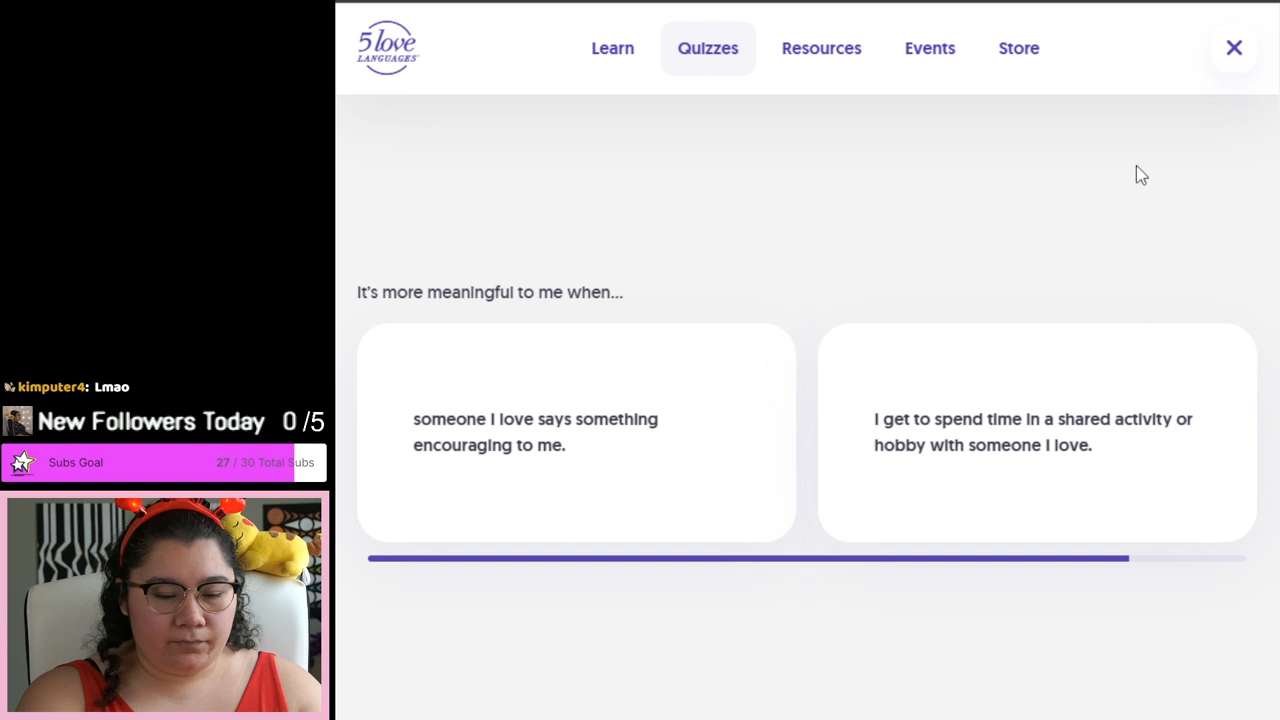 5 love
LANGUAGES
Learn
Quizzes
Resources
Events
Store
It's more meaningful to me when...
someone I love says something
encouraging to me.
I get to spend time in a shared activity or
hobby with someone I love.
kimputer4: Lmao
New Followers Today 0 /5
Subs Goal 27 / 30 Total Subs